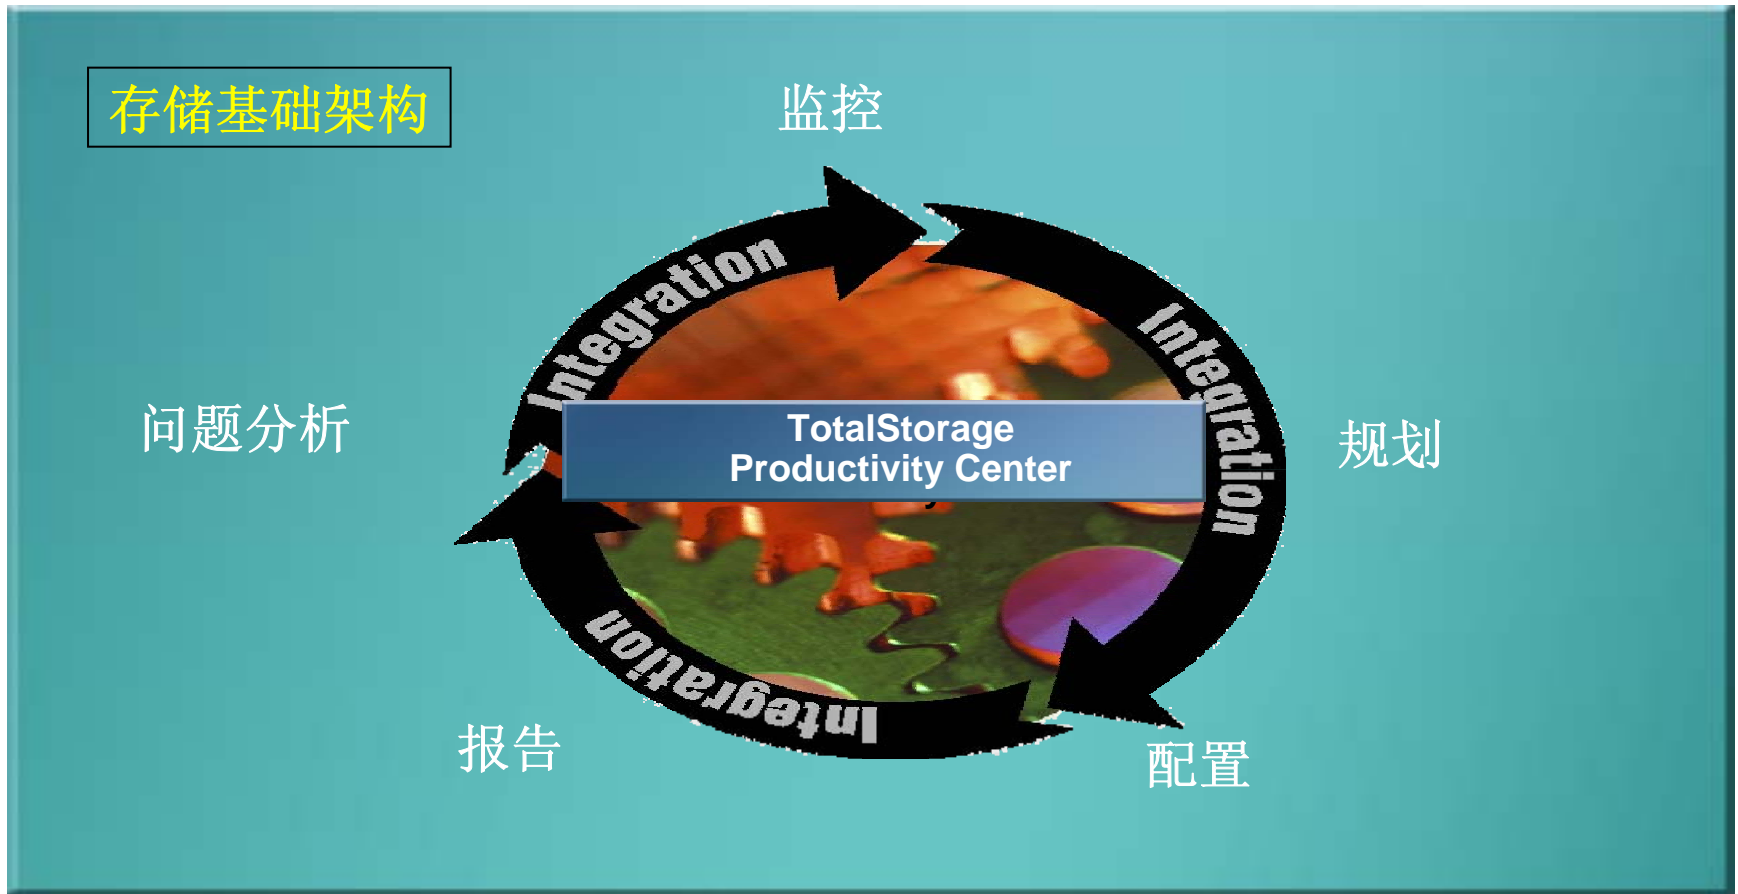 存储基础架构
监控
Integration
Integration
TotalStorage
Productivity Center
问题分析
规划
Integration
报告
配置